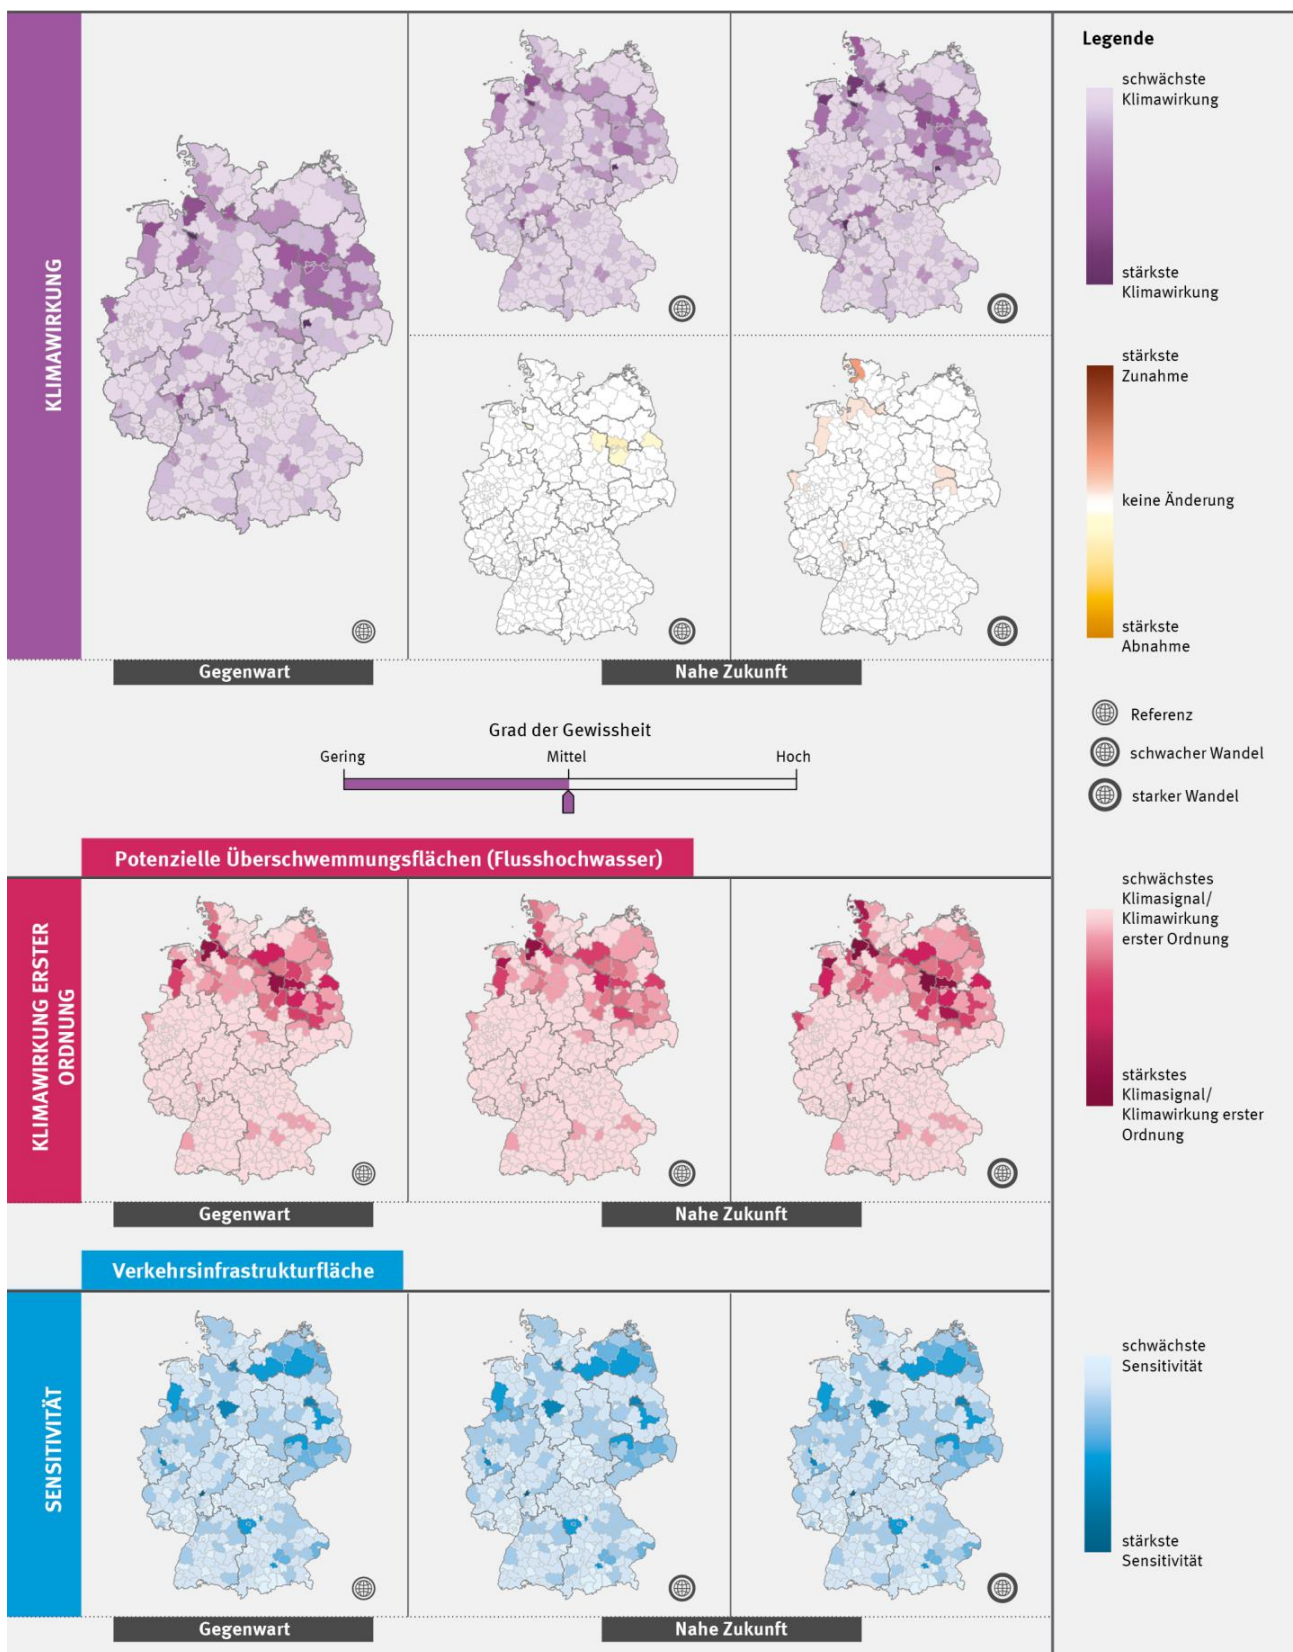 KLIMAWIRKUNG
Gegenwart
Nahe Zukunft
Grad der Gewissheit
Gering
Mittel
Hoch
Potenzielle Überschwemmungsflächen (Flusshochwasser)
KLIMAWIRKUNG ERSTER
ORDNUNG
Gegenwart
Nahe Zukunft
Verkehrsinfrastrukturfläche
SENSITIVITÄT
Gegenwart
Nahe Zukunft
Legende
schwächste
Klimawirkung
stärkste
Klimawirkung
stärkste
Zunahme
keine Änderung
stärkste
Abnahme
Referenz
schwacher Wandel
starker Wandel
schwächstes
Klimasignal/
Klimawirkung
erster Ordnung
stärkstes
Klimasignal/
Klimawirkung erster
Ordnung
schwächste
Sensitivität
stärkste
Sensitivität